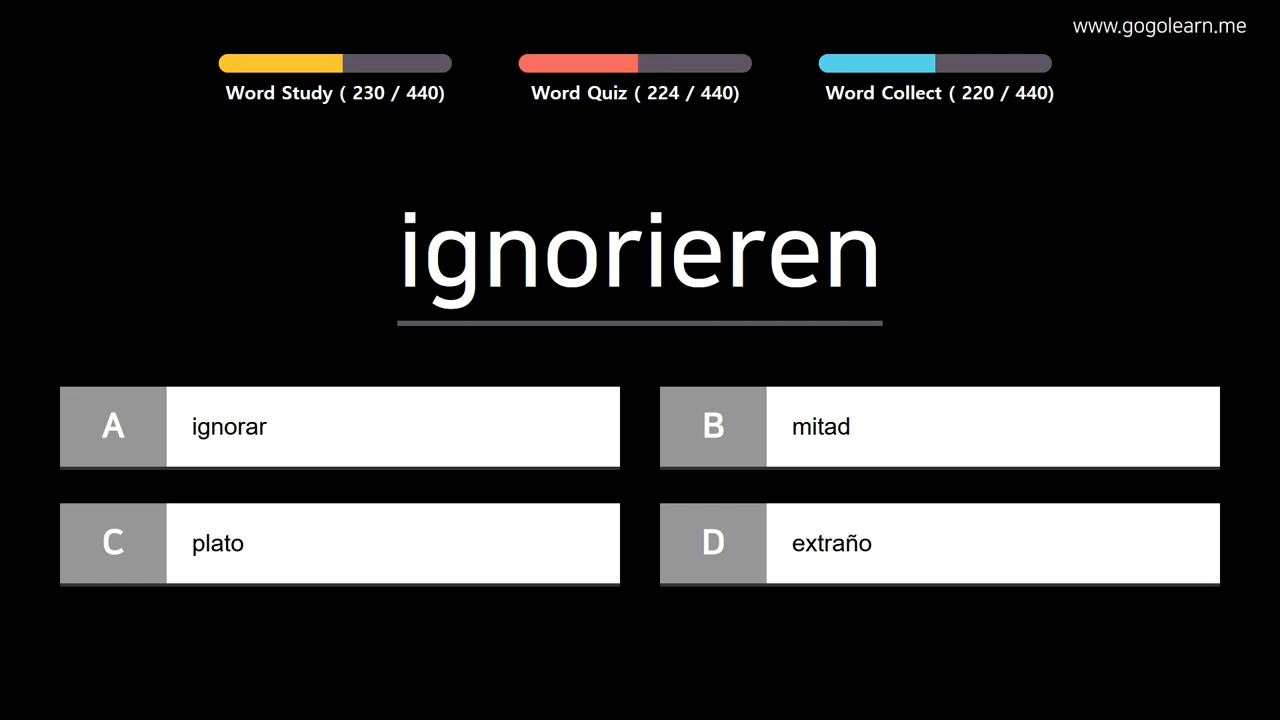 www.gogolearn.me
Word Study ( 230 / 440)
Word Quiz ( 224 / 440)
Word Collect ( 220 / 440)
ignorieren
A ignorar
B mitad
C plato
D extraño